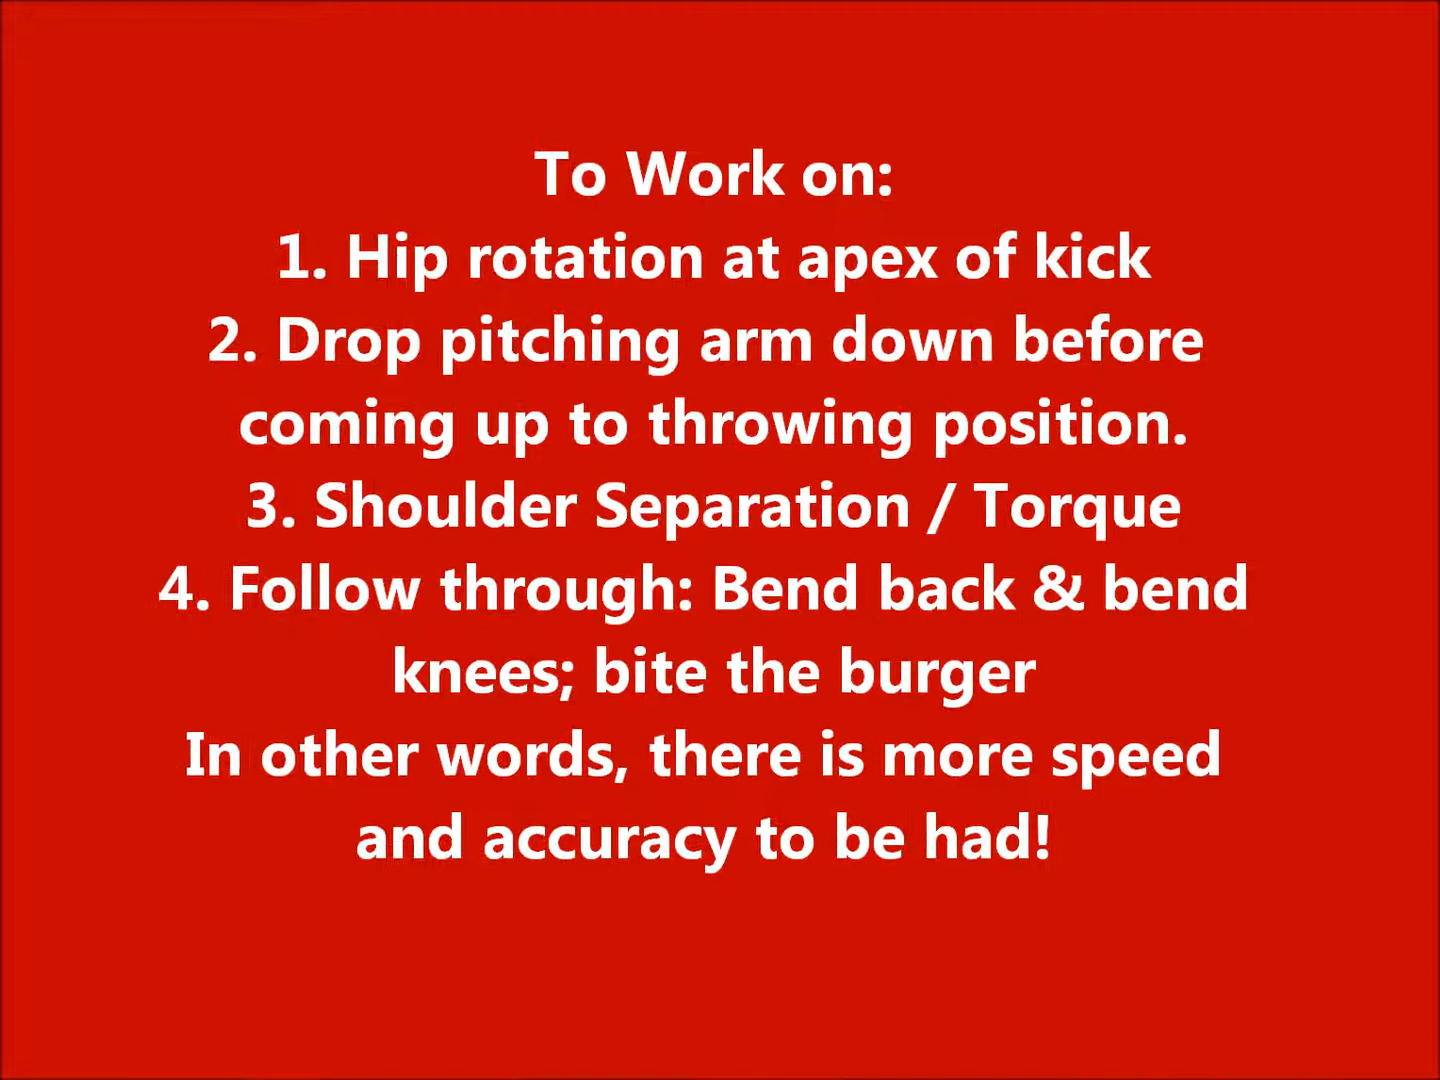 To Work on:
1. Hip rotation at apex of kick
2. Drop pitching arm down before
coming up to throwing position.
3. Shoulder Separation / Torque
4. Follow through: Bend back & bend
knees; bite the burger
In other words, there is more speed
and accuracy to be had!